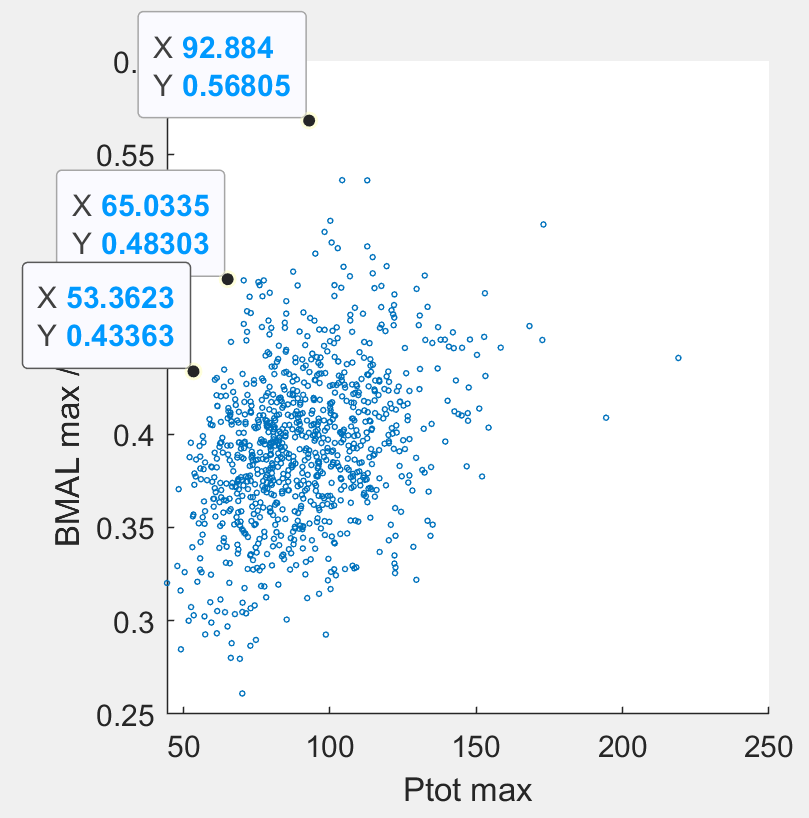 X 92.884
Y 0.56805
0.
0.55
X 65.0335
Y 0.48303
X 53.3623
Y 0.43363
BMAL max /
0.4
0.35
0.3
0.25
50 100 150 200 250
Ptot max